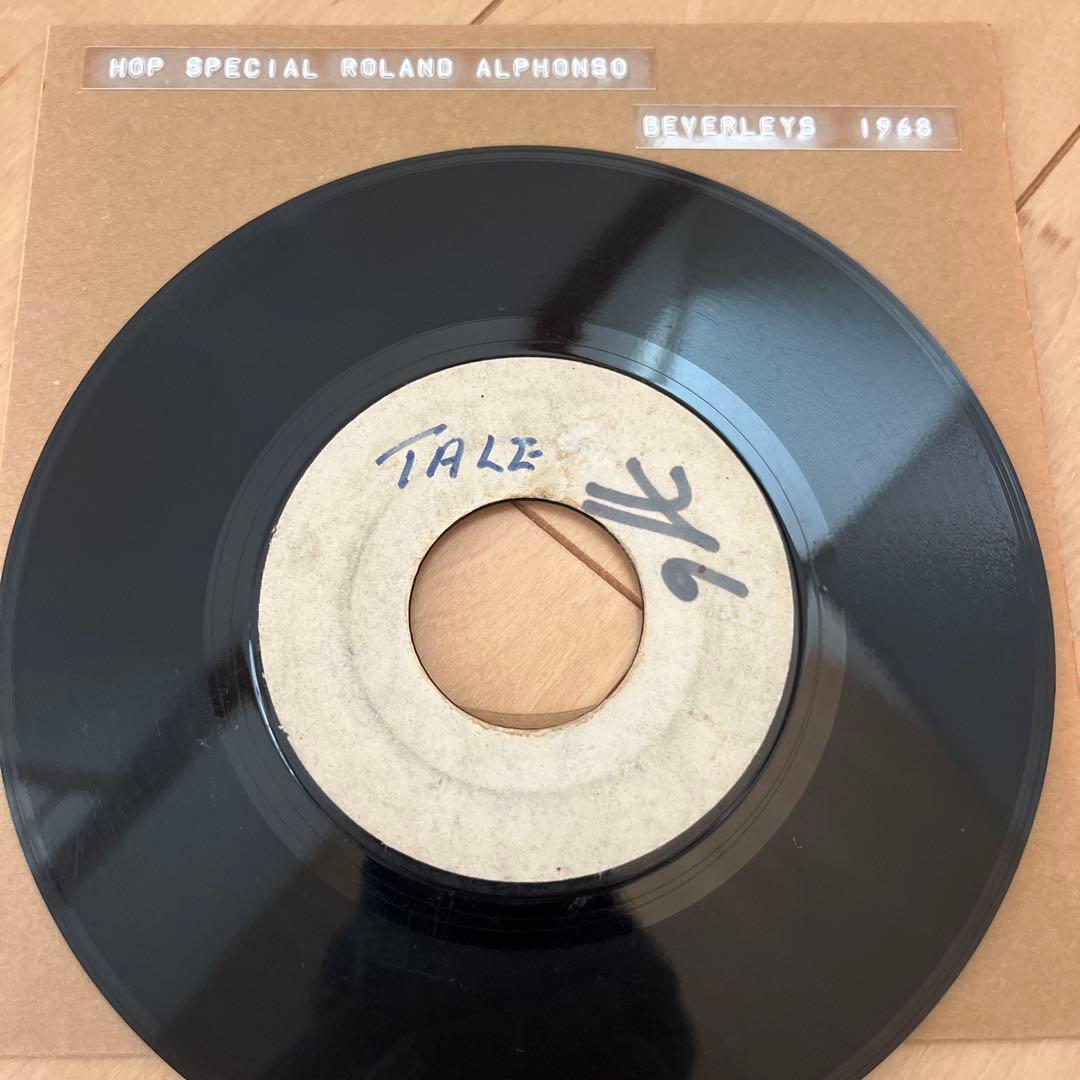 HOP SPECIAL ROLAND ALPHONSO
BEVERLEYS 1968
TALE